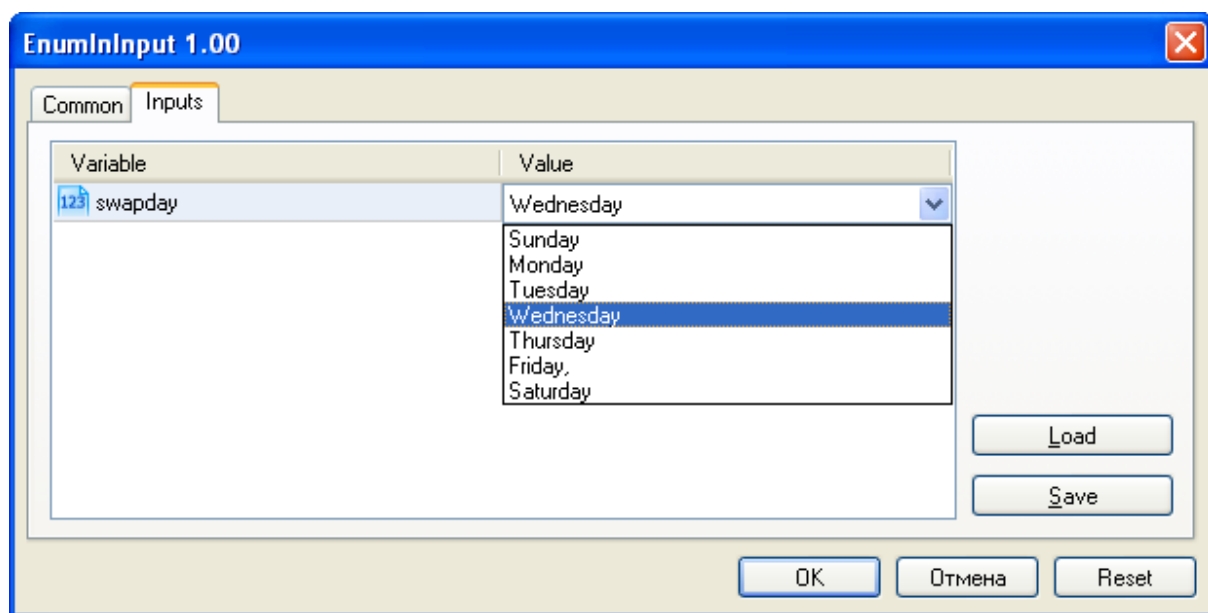 EnumInInput 1.00
Common Inputs
Variable Value
123 swapday Wednesday
Sunday
Monday
Tuesday
Wednesday
Thursday
Friday,
Saturday
Load
Save
OK Отмена Reset